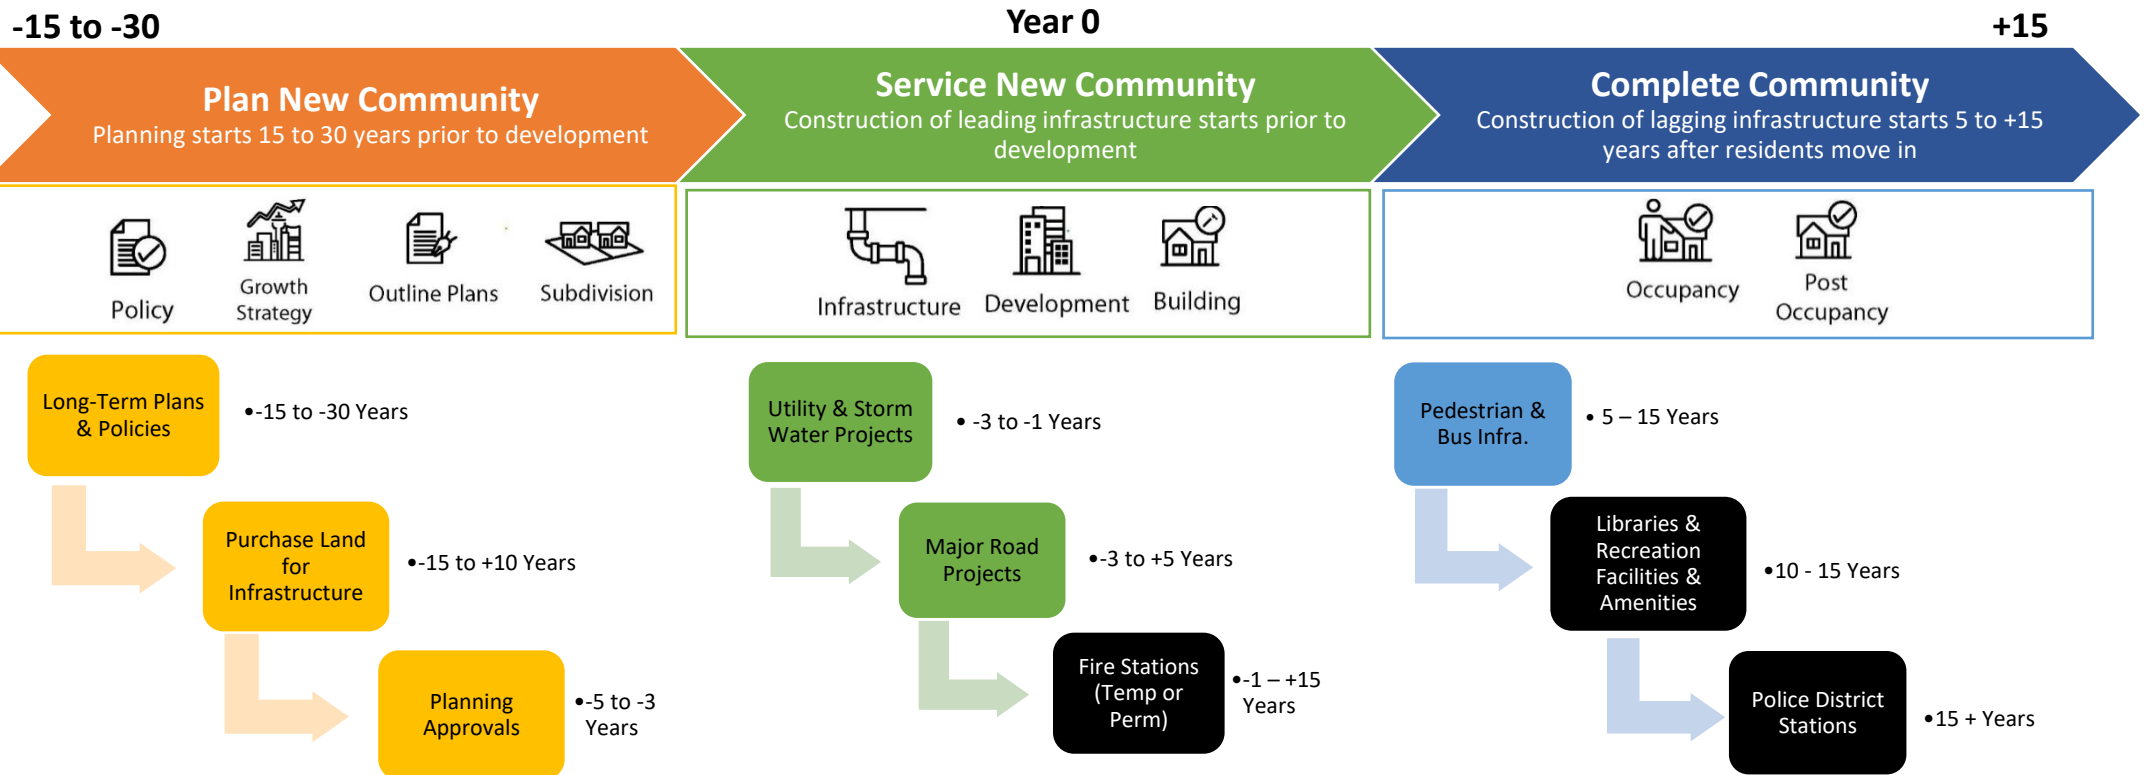 -15 to -30
Year 0
+15
Plan New Community
Planning starts 15 to 30 years prior to development
Service New Community
Construction of leading infrastructure starts prior to
development
Complete Community
Construction of lagging infrastructure starts 5 to +15
years after residents move in
Policy
Growth
Strategy
Outline Plans
Subdivision
Infrastructure
Development
Building
Occupancy
Post
Occupancy
Long-Term Plans
& Policies
•-15 to -30 Years
Purchase Land
for
Infrastructure
•-15 to +10 Years
Planning
Approvals
•-5 to -3
Years
Utility & Storm
Water Projects
• -3 to -1 Years
Major Road
Projects
•-3 to +5 Years
Fire Stations
(Temp or
Perm)
•-1 – +15
Years
Pedestrian &
Bus Infra.
• 5 – 15 Years
Libraries &
Recreation
Facilities &
Amenities
•10 - 15 Years
Police District
Stations
•15 + Years